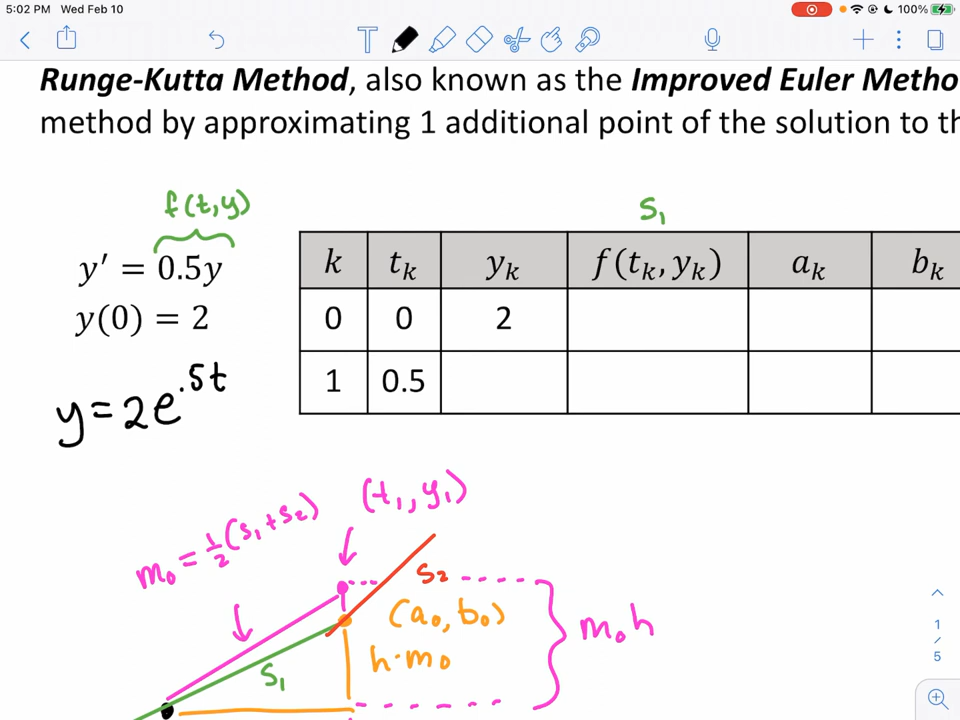 5:02 PM Wed Feb 10
100%
T
Runge-Kutta Method, also known as the Improved Euler Metho
method by approximating 1 additional point of the solution to th
f(t,y)
y′ = 0.5y
y(0) = 2
y=2e^.5t
S₁
k tₖ yₖ f(tₖ, yₖ) aₖ bₖ
0 0 2
1 0.5
m₀ = ½(S₁+S₂)
(t₁, y₁)
S₂
(a₀, b₀)
m₀h
h·m₀
S₁
1
/
5